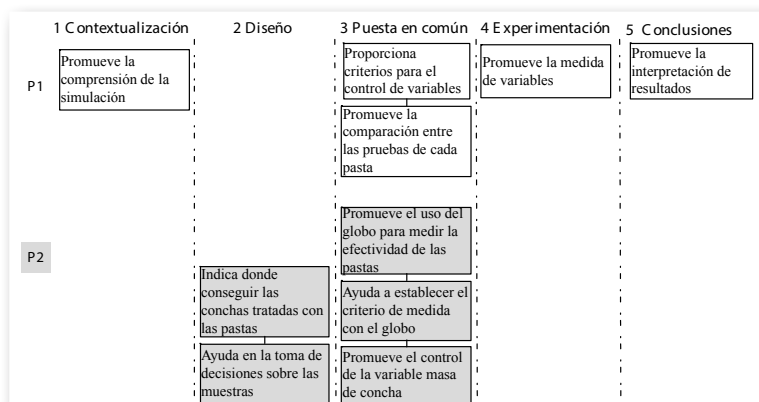 1 Contextualización
2 Diseño
3 Puesta en común
4 Experimentación
5 Conclusiones
P1
Promueve la
comprensión de la
simulación
Proporciona
criterios para el
control de variables
Promueve la
comparación entre
las pruebas de cada
pasta
Promueve la medida
de variables
Promueve la
interpretación de
resultados
P2
Indica donde
conseguir las
conchas tratadas con
las pastas
Ayuda en la toma de
decisiones sobre las
muestras
Promueve el uso del
globo para medir la
efectividad de las
pastas
Ayuda a establecer el
criterio de medida
con el globo
Promueve el control
de la variable masa
de concha